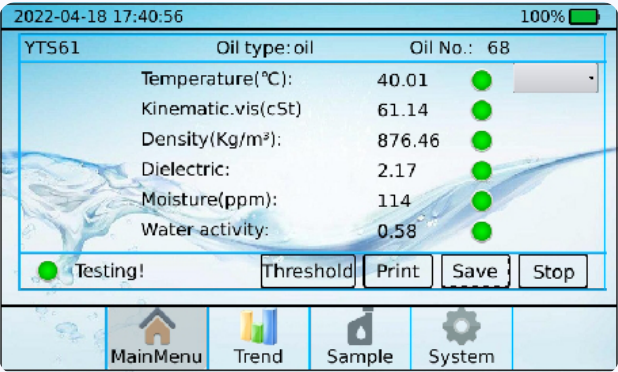 2022-04-18 17:40:56 100%
YTS61 Oil type: oil Oil No.: 68
Temperature(℃): 40.01
Kinematic.vis(cSt) 61.14
Density(Kg/m³): 876.46
Dielectric: 2.17
Moisture(ppm): 114
Water activity: 0.58
Testing! Threshold Print Save Stop
MainMenu Trend Sample System